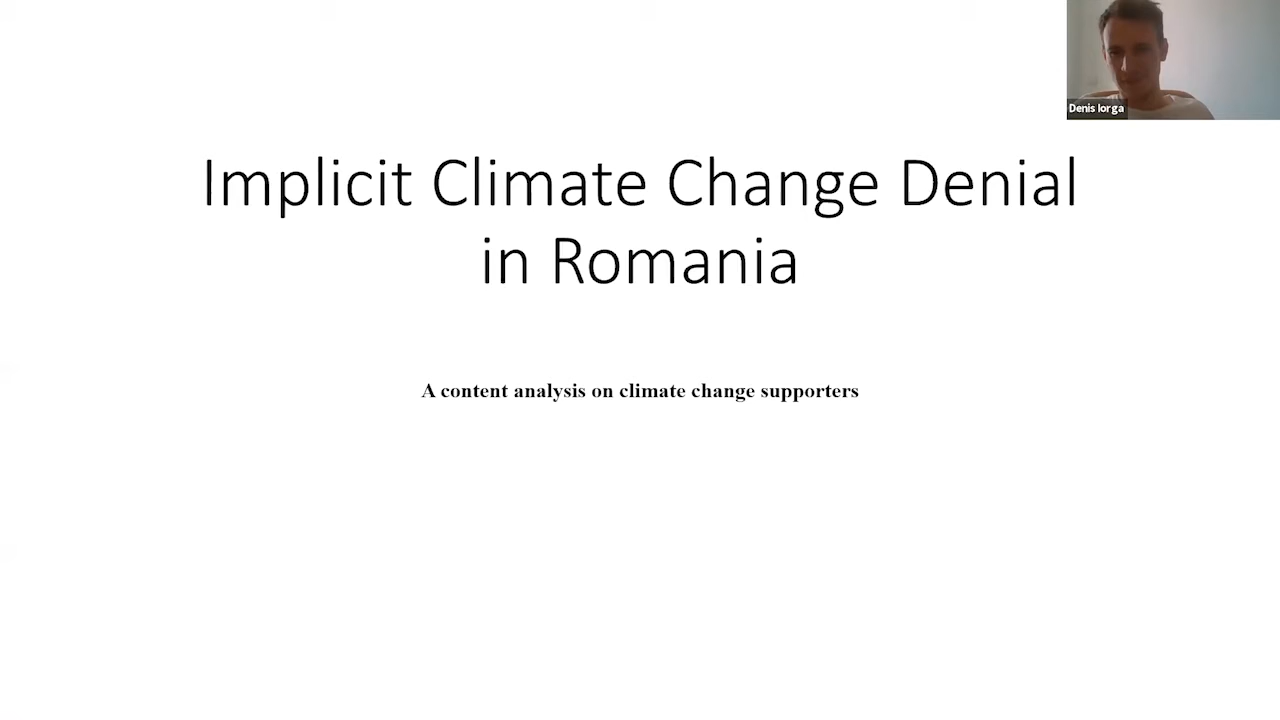 Denis Iorga
Implicit Climate Change Denial
in Romania
A content analysis on climate change supporters